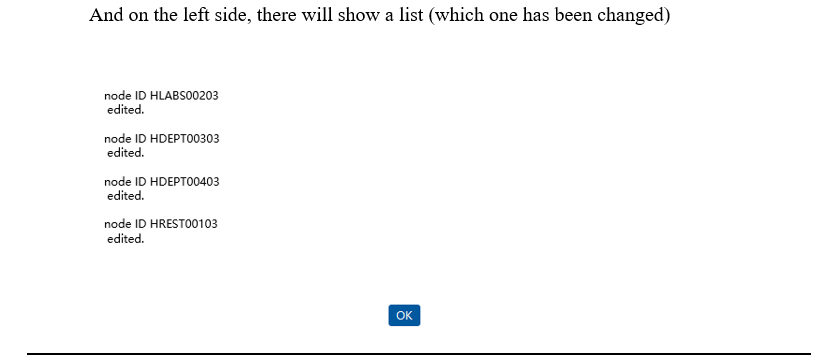 And on the left side, there will show a list (which one has been changed)
node ID HLABS00203
edited.
node ID HDEPT00303
edited.
node ID HDEPT00403
edited.
node ID HREST00103
edited.
OK